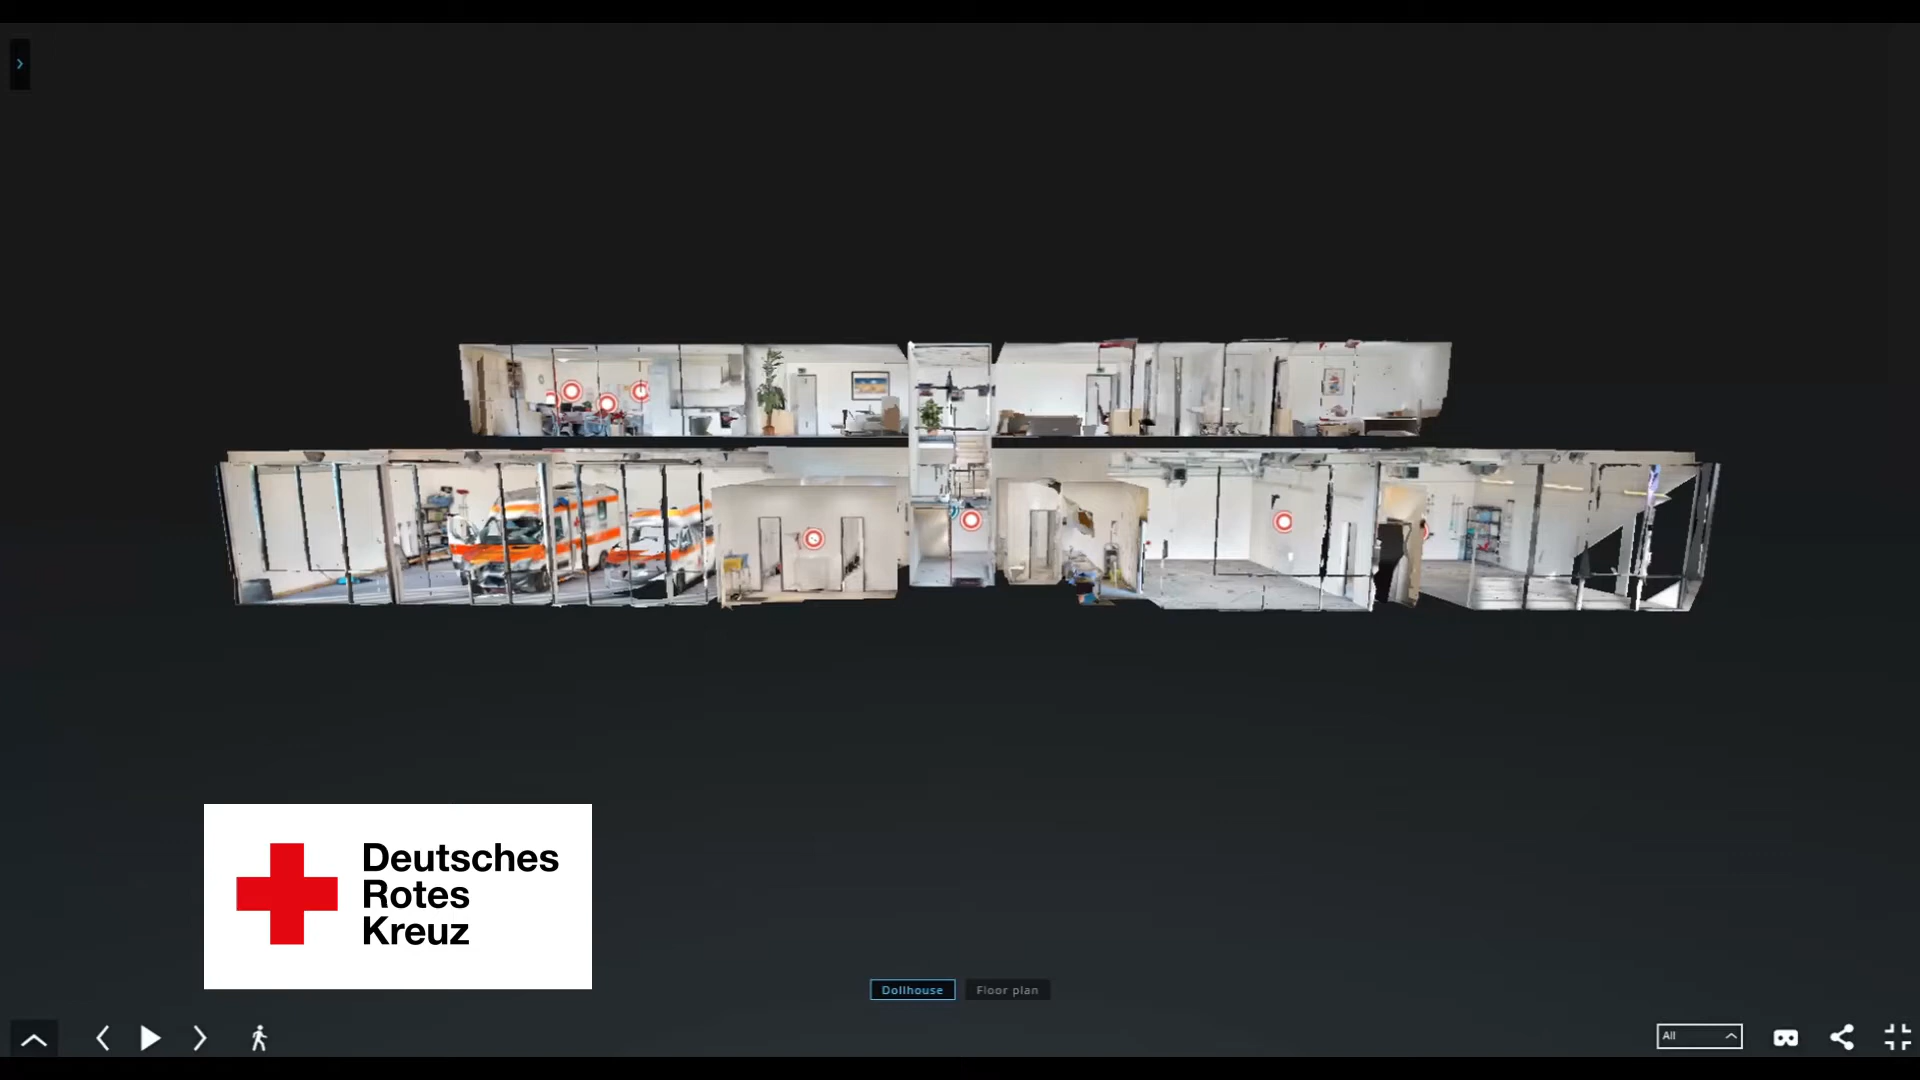 Deutsches
Rotes
Kreuz
Dollhouse
Floor plan
All